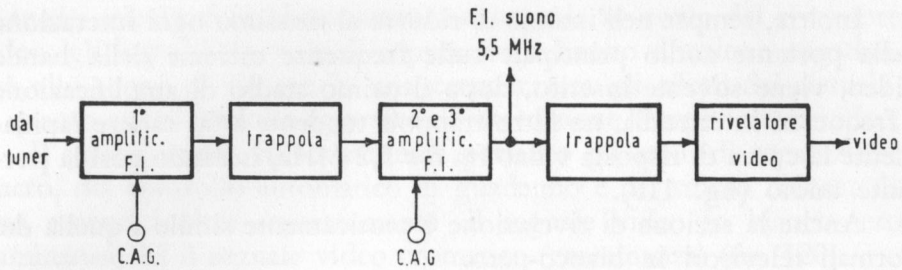 F.I. suono
5,5 MHz
dal
tuner
1°
amplific.
F.I.
trappola
2° e 3°
amplific.
F.I.
trappola
rivelatore
video
video
C.A.G.
C.A.G